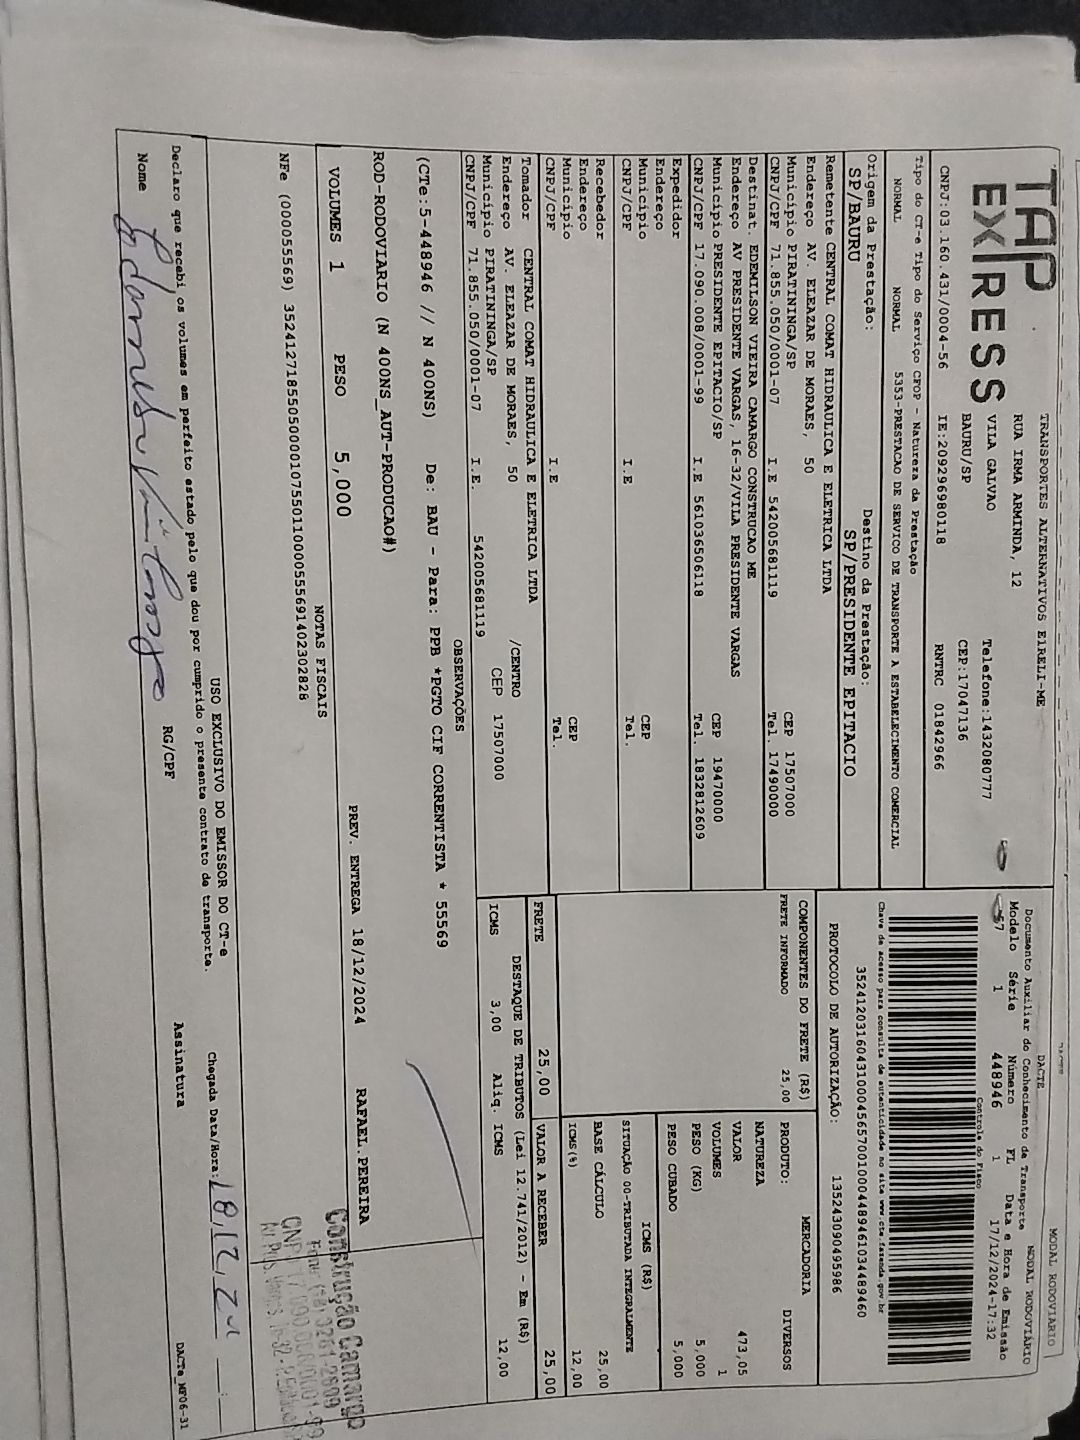 MODAL RODOVIARIO
TAP EXPRESS
TRANSPORTES ALTERNATIVOS EIRELI-ME
RUA IRMA ARMINDA, 12
VILA GALVAO Telefone:1432080777
BAURU/SP CEP:17047136
CNPJ:03.160.431/0004-56 IE:209296980118 RNTRC 01842966
DACTE
Documento Auxiliar do Conhecimento de Transporte MODAL RODOVIÁRIO
Modelo Série Número FL Data e Hora de Emissão
57 1 448946 1 17/12/2024-17:32
Controle do Fisco
Chave de acesso para consulta de autenticidade no site www.cte.fazenda.gov.br
35241203160431000456570010004489461034489460
PROTOCOLO DE AUTORIZAÇÃO: 135243090495986
Tipo do CT-e Tipo do Serviço CFOP - Natureza da Prestação
NORMAL NORMAL 5353-PRESTACAO DE SERVICO DE TRANSPORTE A ESTABELECIMENTO COMERCIAL
Origem da Prestação: Destino da Prestação:
SP/BAURU SP/PRESIDENTE EPITACIO
Remetente CENTRAL COMAT HIDRAULICA E ELETRICA LTDA
Endereço AV. ELEAZAR DE MORAES, 50
Município PIRATININGA/SP CEP 17507000
CNPJ/CPF 71.855.050/0001-07 I.E 542005681119 Tel. 17490000
Destinat. EDEMILSON VIEIRA CAMARGO CONSTRUCAO ME
Endereço AV PRESIDENTE VARGAS, 16-32/VILA PRESIDENTE VARGAS
Município PRESIDENTE EPITACIO/SP CEP 19470000
CNPJ/CPF 17.090.008/0001-99 I.E 561036506118 Tel. 1832812609
Expedidor
Endereço
Município CEP
CNPJ/CPF I.E Tel.
Recebedor
Endereço
Município CEP
CNPJ/CPF I.E Tel.
Tomador CENTRAL COMAT HIDRAULICA E ELETRICA LTDA
Endereço AV. ELEAZAR DE MORAES, 50 /CENTRO
Município PIRATININGA/SP CEP 17507000
CNPJ/CPF 71.855.050/0001-07 I.E. 542005681119
COMPONENTES DO FRETE (R$)
FRETE INFORMADO 25,00
PRODUTO: MERCADORIA
NATUREZA DIVERSOS
VALOR 473,05
VOLUMES 1
PESO (KG) 5,000
PESO CUBADO 5,000
ICMS (R$)
SITUAÇÃO 00-TRIBUTADA INTEGRALMENTE
BASE CÁLCULO 25,00
ICMS(%) 12,00
FRETE 25,00 VALOR A RECEBER 25,00
DESTAQUE DE TRIBUTOS (Lei 12.741/2012) - Em (R$)
ICMS 3,00 Aliq. ICMS 12,00
OBSERVAÇÕES
(CTe:5-448946 // N 400NS) De: BAU - Para: PPB *PGTO CIF CORRENTISTA * 55569
ROD-RODOVIARIO (N 400NS_AUT-PRODUCAO#)
VOLUMES 1 PESO 5,000 PREV. ENTREGA 18/12/2024 RAFAEL.PEREIRA
NOTAS FISCAIS
NFe (000055569) 35241271855050000107550110000555691402302828
Construção Camargo
Fone: (18) 3281-2609
CNPJ 17.090.008/0001-99
USO EXCLUSIVO DO EMISSOR DO CT-e
Chegada Data/Hora: 18,12,24 __:__
Declaro que recebi os volumes em perfeito estado pelo que dou por cumprido o presente contrato de transporte.
Nome RG/CPF Assinatura
DACTe_MF06-31